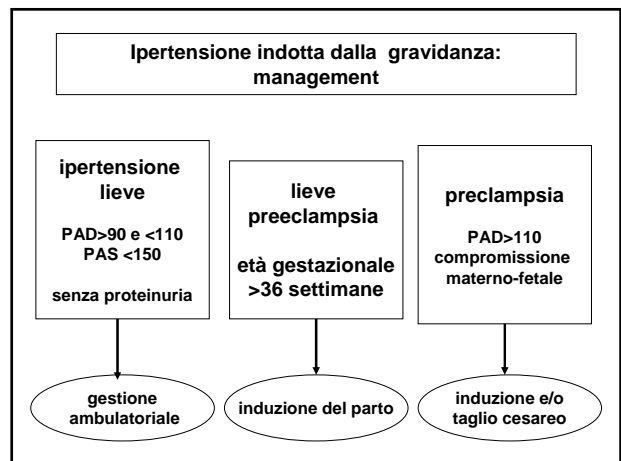 Ipertensione indotta dalla gravidanza:
management
ipertensione
lieve
PAD>90 e <110
PAS <150
senza proteinuria
lieve
preeclampsia
età gestazionale
>36 settimane
preclampsia
PAD>110
compromissione
materno-fetale
gestione
ambulatoriale
induzione del parto
induzione e/o
taglio cesareo